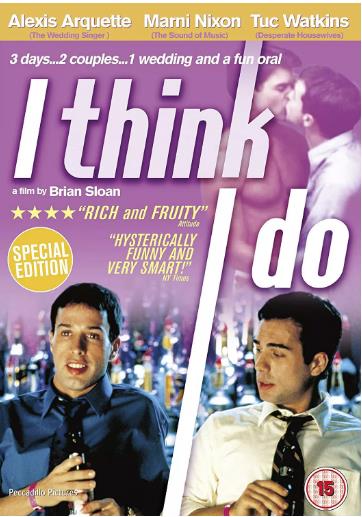 Alexis Arquette Marni Nixon Tuc Watkins
(The Wedding Singer) (The Sound of Music) (Desperate Housewives)
3 days...2 couples...1 wedding and a fun oral
I think
I do
a film by Brian Sloan
★★★★ "RICH and FRUITY"
Attitude
"HYSTERICALLY
FUNNY AND
VERY SMART!"
NY Times
SPECIAL
EDITION
Peccadillo Pictures
15